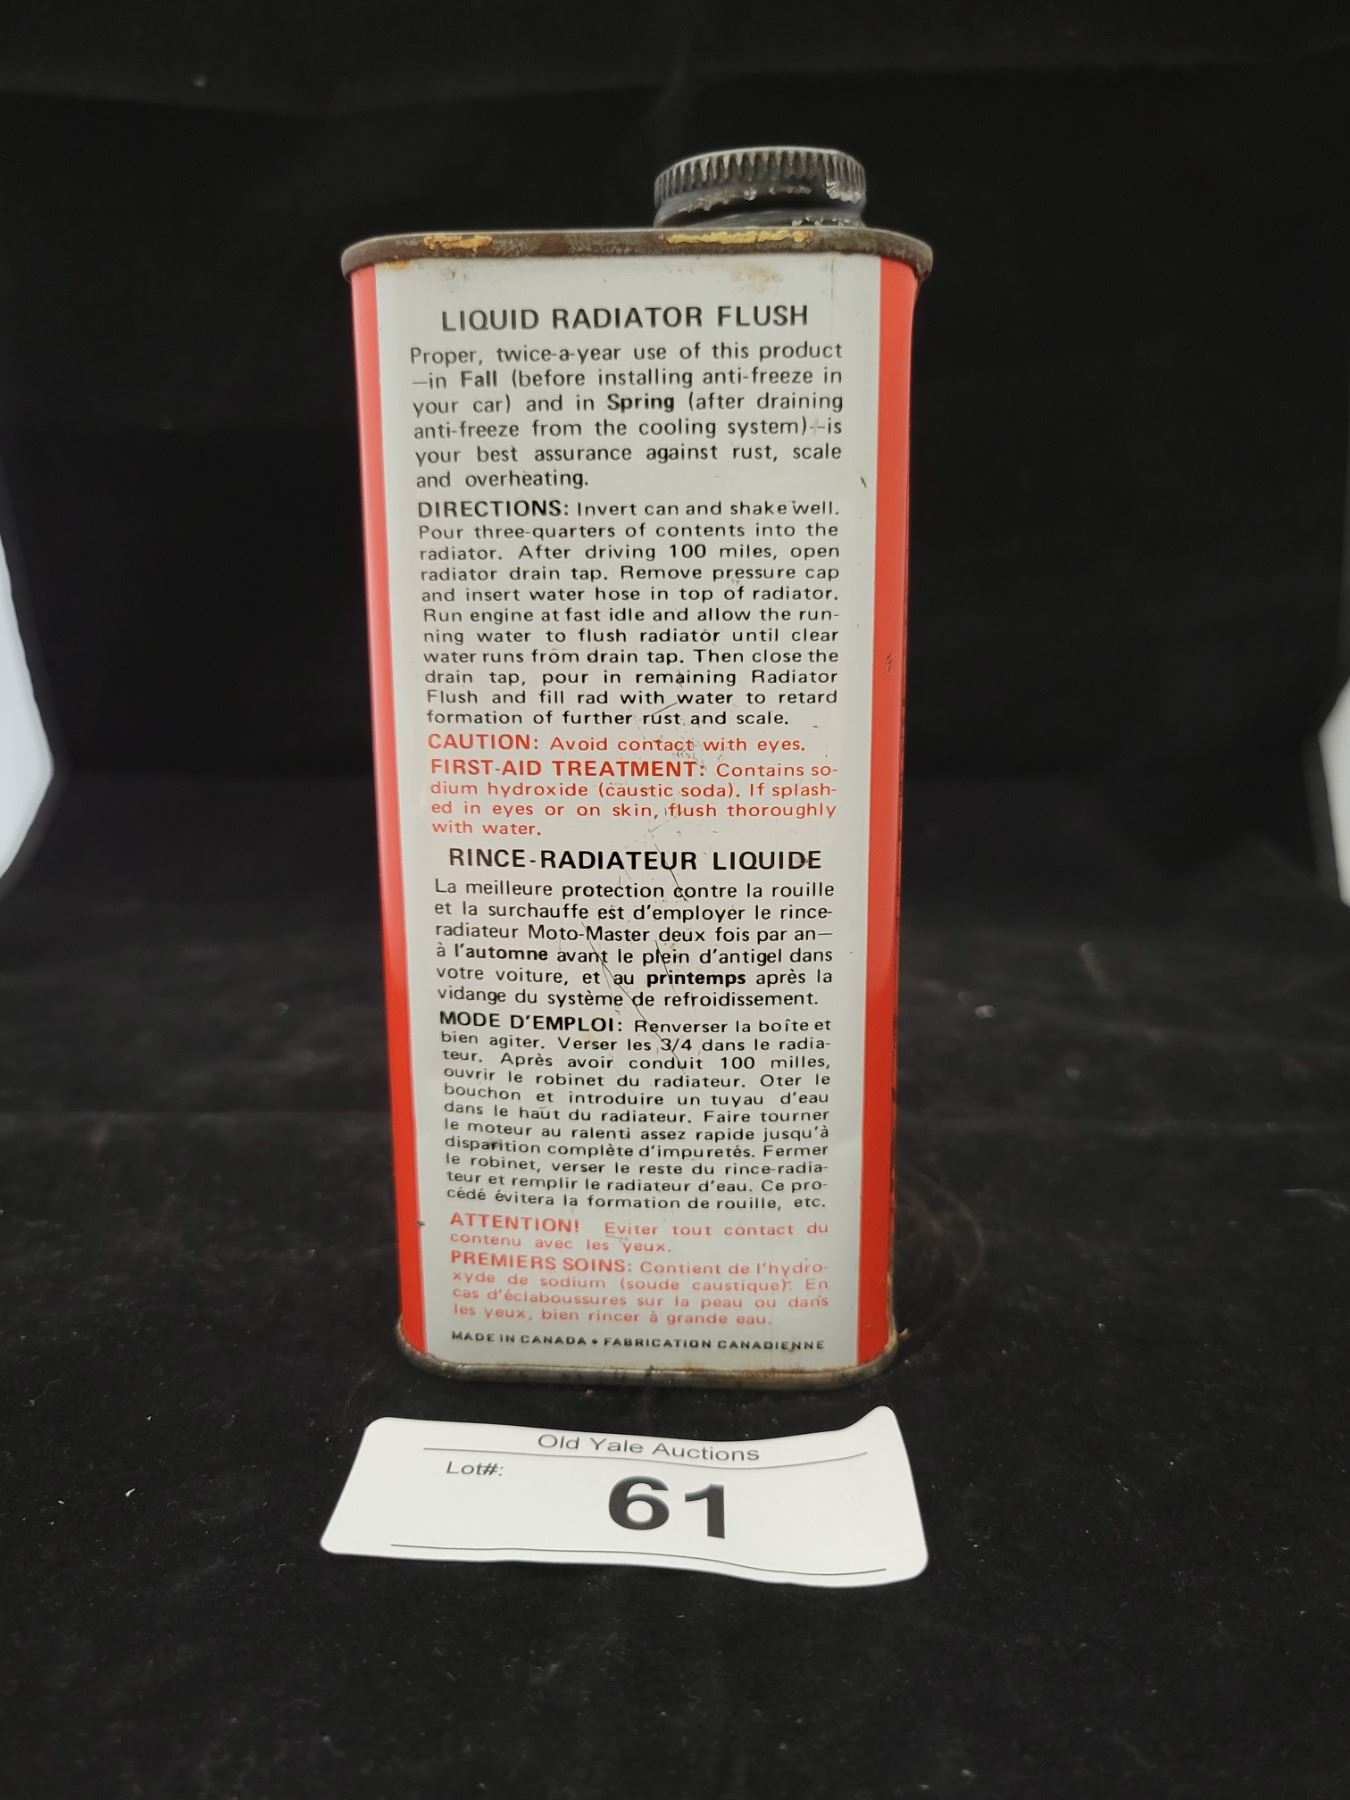 LIQUID RADIATOR FLUSH
Proper, twice-a-year use of this product
—in Fall (before installing anti-freeze in
your car) and in Spring (after draining
anti-freeze from the cooling system)—is
your best assurance against rust, scale
and overheating.
DIRECTIONS: Invert can and shake well.
Pour three-quarters of contents into the
radiator. After driving 100 miles, open
radiator drain tap. Remove pressure cap
and insert water hose in top of radiator.
Run engine at fast idle and allow the run-
ning water to flush radiator until clear
water runs from drain tap. Then close the
drain tap, pour in remaining Radiator
Flush and fill rad with water to retard
formation of further rust and scale.
CAUTION: Avoid contact with eyes.
FIRST-AID TREATMENT: Contains so-
dium hydroxide (caustic soda). If splash-
ed in eyes or on skin, flush thoroughly
with water.
RINCE-RADIATEUR LIQUIDE
La meilleure protection contre la rouille
et la surchauffe est d'employer le rince-
radiateur Moto-Master deux fois par an—
à l'automne avant le plein d'antigel dans
votre voiture, et au printemps après la
vidange du système de refroidissement.
MODE D'EMPLOI: Renverser la boîte et
bien agiter. Verser les 3/4 dans le radia-
teur. Après avoir conduit 100 milles,
ouvrir le robinet du radiateur. Oter le
bouchon et introduire un tuyau d'eau
dans le haut du radiateur. Faire tourner
le moteur au ralenti assez rapide jusqu'à
disparition complète d'impuretés. Fermer
le robinet, verser le reste du rince-radia-
teur et remplir le radiateur d'eau. Ce pro-
cédé évitera la formation de rouille, etc.
ATTENTION! Eviter tout contact du
contenu avec les yeux.
PREMIERS SOINS: Contient de l'hydro-
xyde de sodium (soude caustique). En
cas d'éclaboussures sur la peau ou dans
les yeux, bien rincer à grande eau.
MADE IN CANADA • FABRICATION CANADIENNE
Old Yale Auctions
Lot#:
61